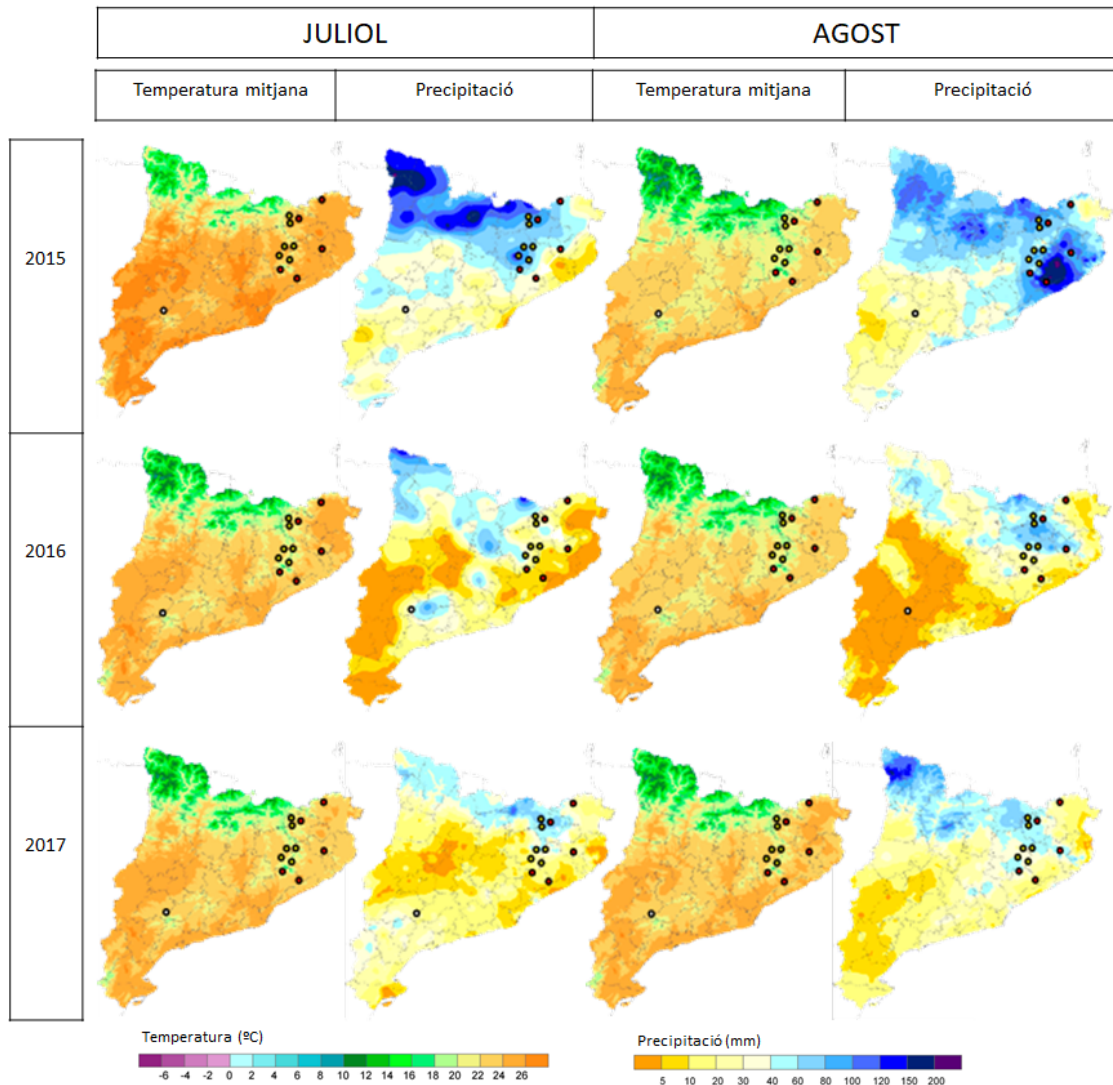 JULIOL AGOST
Temperatura mitjana Precipitació Temperatura mitjana Precipitació
2015
2016
2017
Temperatura (ºC) Precipitació (mm)
-6 -4 -2 0 2 4 6 8 10 12 14 16 18 20 22 24 26 5 10 20 30 40 60 80 100 120 150 200